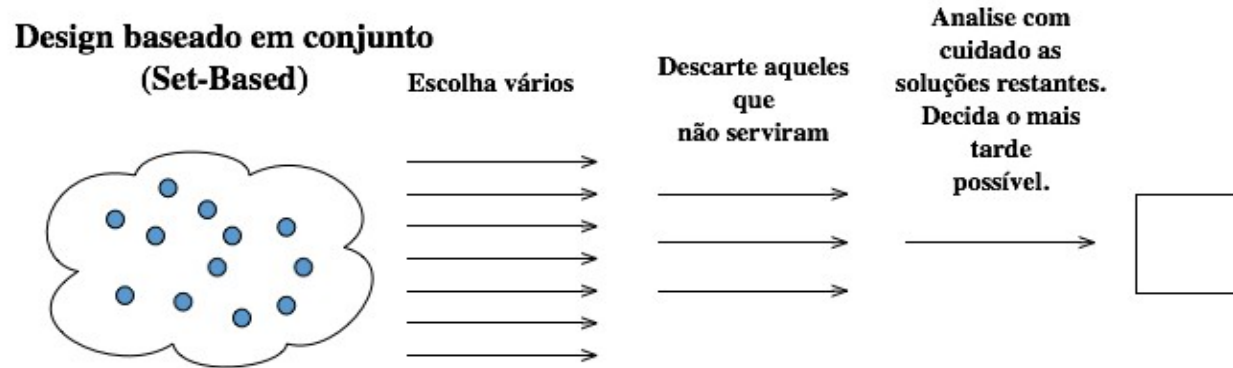 Design baseado em conjunto
(Set-Based)
Escolha vários
Descarte aqueles
que
não serviram
Analise com
cuidado as
soluções restantes.
Decida o mais
tarde
possível.